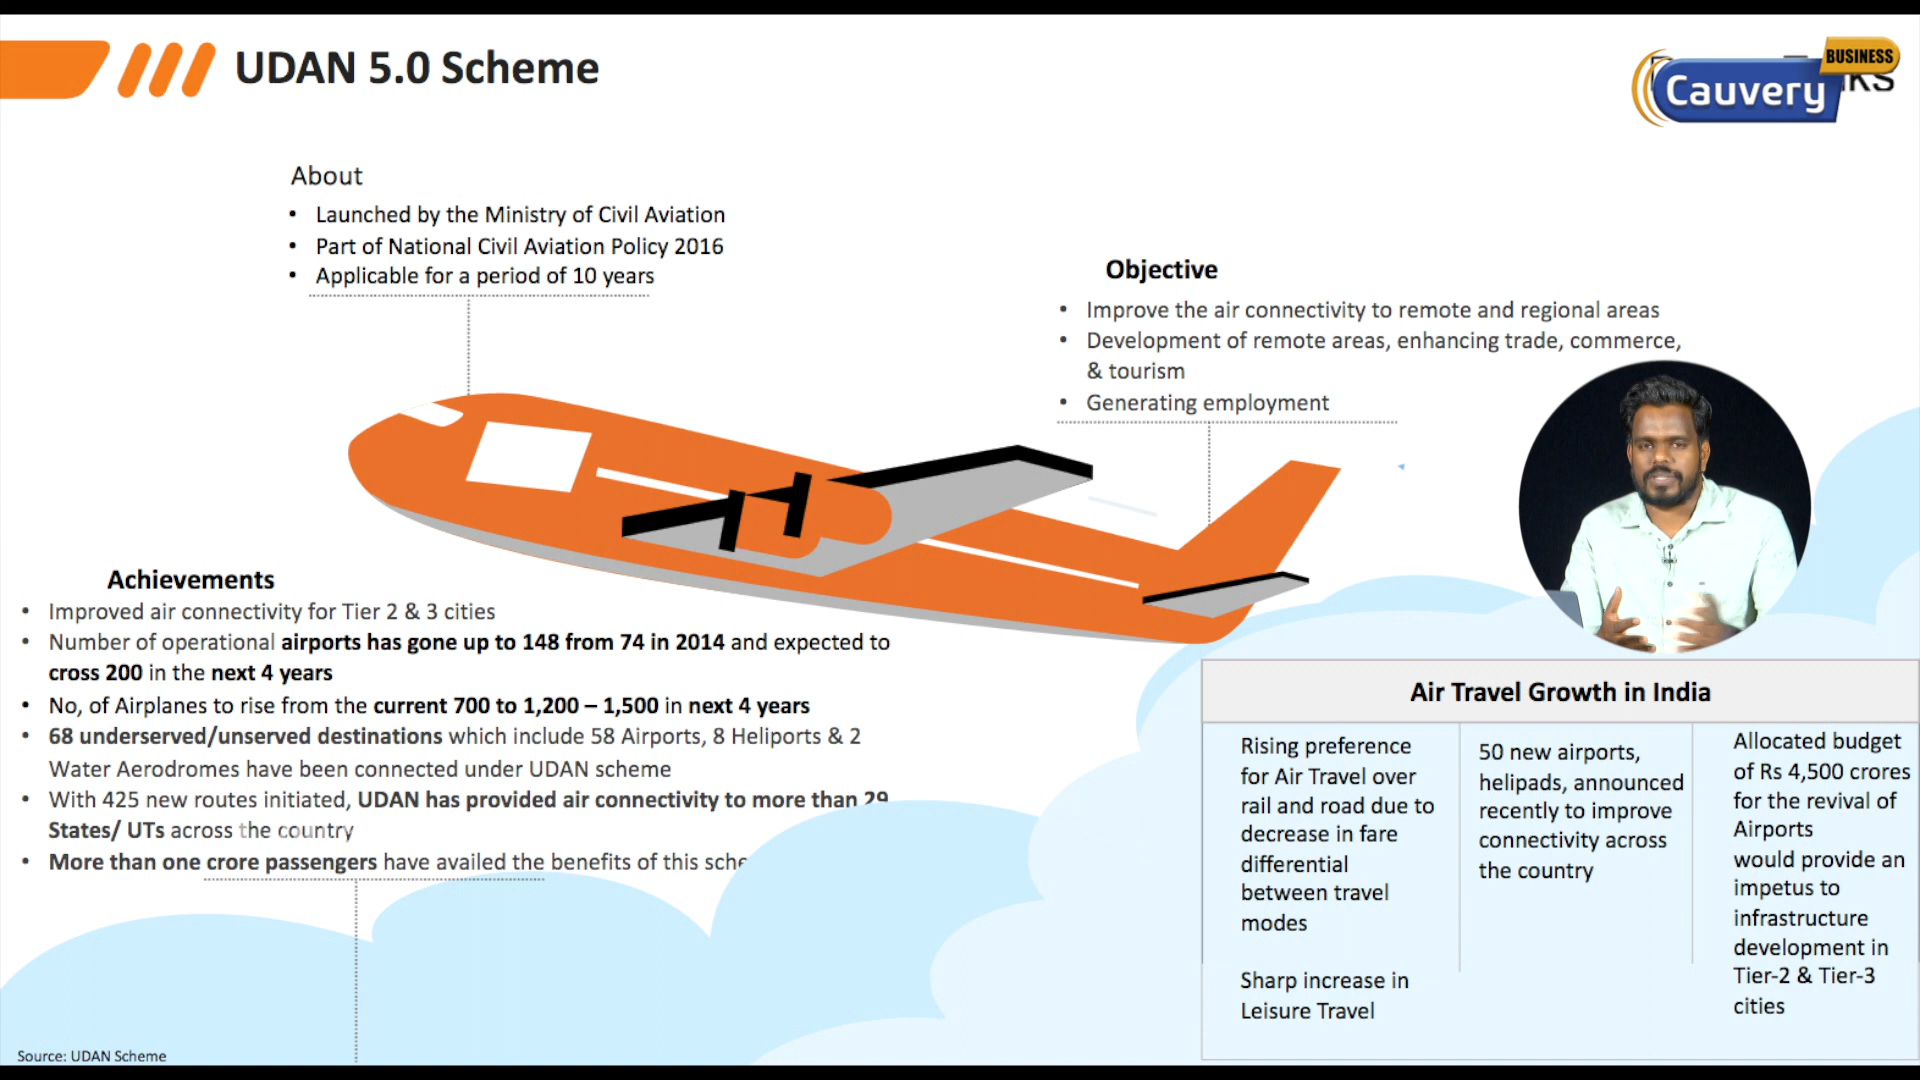 UDAN 5.0 Scheme
BUSINESS
Cauvery
About
• Launched by the Ministry of Civil Aviation
• Part of National Civil Aviation Policy 2016
• Applicable for a period of 10 years
Objective
• Improve the air connectivity to remote and regional areas
• Development of remote areas, enhancing trade, commerce,
& tourism
• Generating employment
Achievements
• Improved air connectivity for Tier 2 & 3 cities
• Number of operational airports has gone up to 148 from 74 in 2014 and expected to
cross 200 in the next 4 years
• No, of Airplanes to rise from the current 700 to 1,200 – 1,500 in next 4 years
• 68 underserved/unserved destinations which include 58 Airports, 8 Heliports & 2
Water Aerodromes have been connected under UDAN scheme
• With 425 new routes initiated, UDAN has provided air connectivity to more than 29
States/ UTs across the country
• More than one crore passengers have availed the benefits of this
Air Travel Growth in India
Rising preference
for Air Travel over
rail and road due to
decrease in fare
differential
between travel
modes
Sharp increase in
Leisure Travel
50 new airports,
helipads, announced
recently to improve
connectivity across
the country
Allocated budget
of Rs 4,500 crores
for the revival of
Airports
would provide an
impetus to
infrastructure
development in
Tier-2 & Tier-3
cities
Source: UDAN Scheme